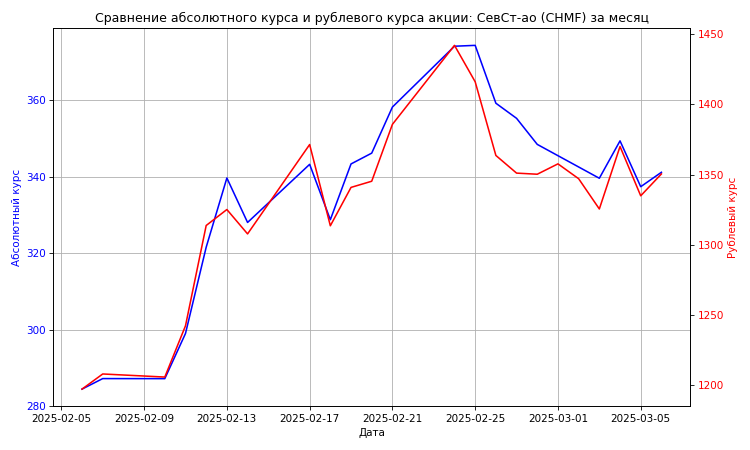 Сравнение абсолютного курса и рублевого курса акции: СевСт-ао (CHMF) за месяц
Абсолютный курс
360
340
320
300
280
1450
1400
1350
1300
1250
1200
Рублевый курс
2025-02-05 2025-02-09 2025-02-13 2025-02-17 2025-02-21 2025-02-25 2025-03-01 2025-03-05
Дата